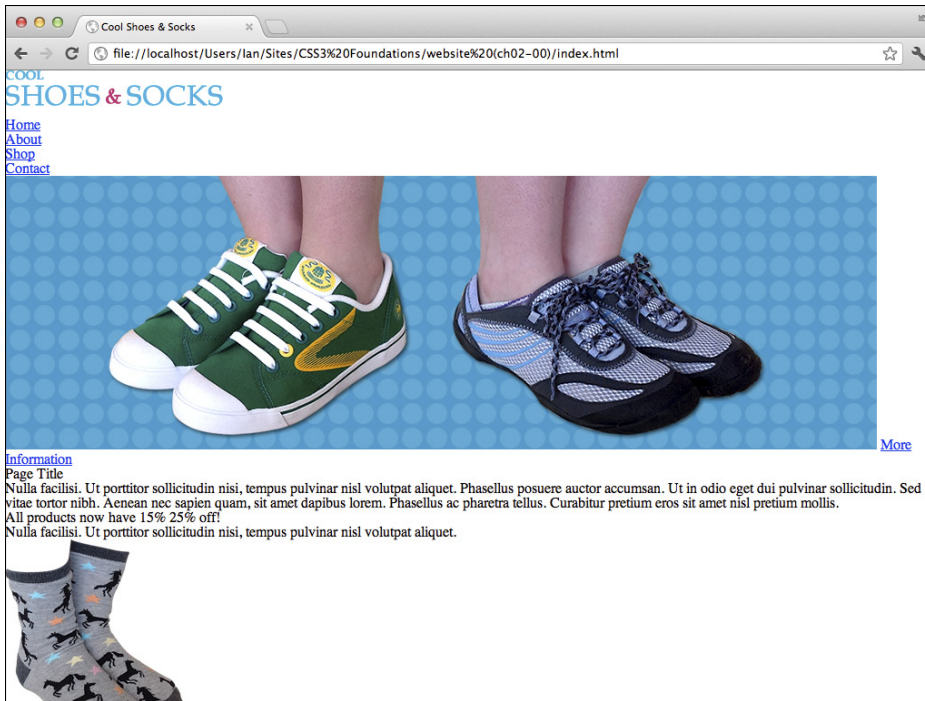 Cool Shoes & Socks
file://localhost/Users/Ian/Sites/CSS3%20Foundations/website%20(ch02-00)/index.html
COOL
SHOES & SOCKS
Home
About
Shop
Contact
More
Information
Page Title
Nulla facilisi. Ut porttitor sollicitudin nisi, tempus pulvinar nisl volutpat aliquet. Phasellus posuere auctor accumsan. Ut in odio eget dui pulvinar sollicitudin. Sed
vitae tortor nibh. Aenean nec sapien quam, sit amet dapibus lorem. Phasellus ac pharetra tellus. Curabitur pretium eros sit amet nisl pretium mollis.
All products now have 15% 25% off!
Nulla facilisi. Ut porttitor sollicitudin nisi, tempus pulvinar nisl volutpat aliquet.